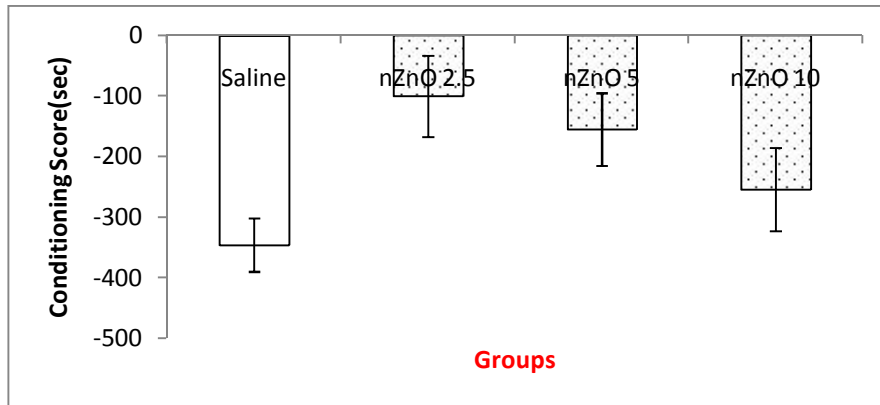 Conditioning Score(sec)
0
-100
-200
-300
-400
-500
Saline
nZnO 2.5
nZnO 5
nZnO 10
Groups